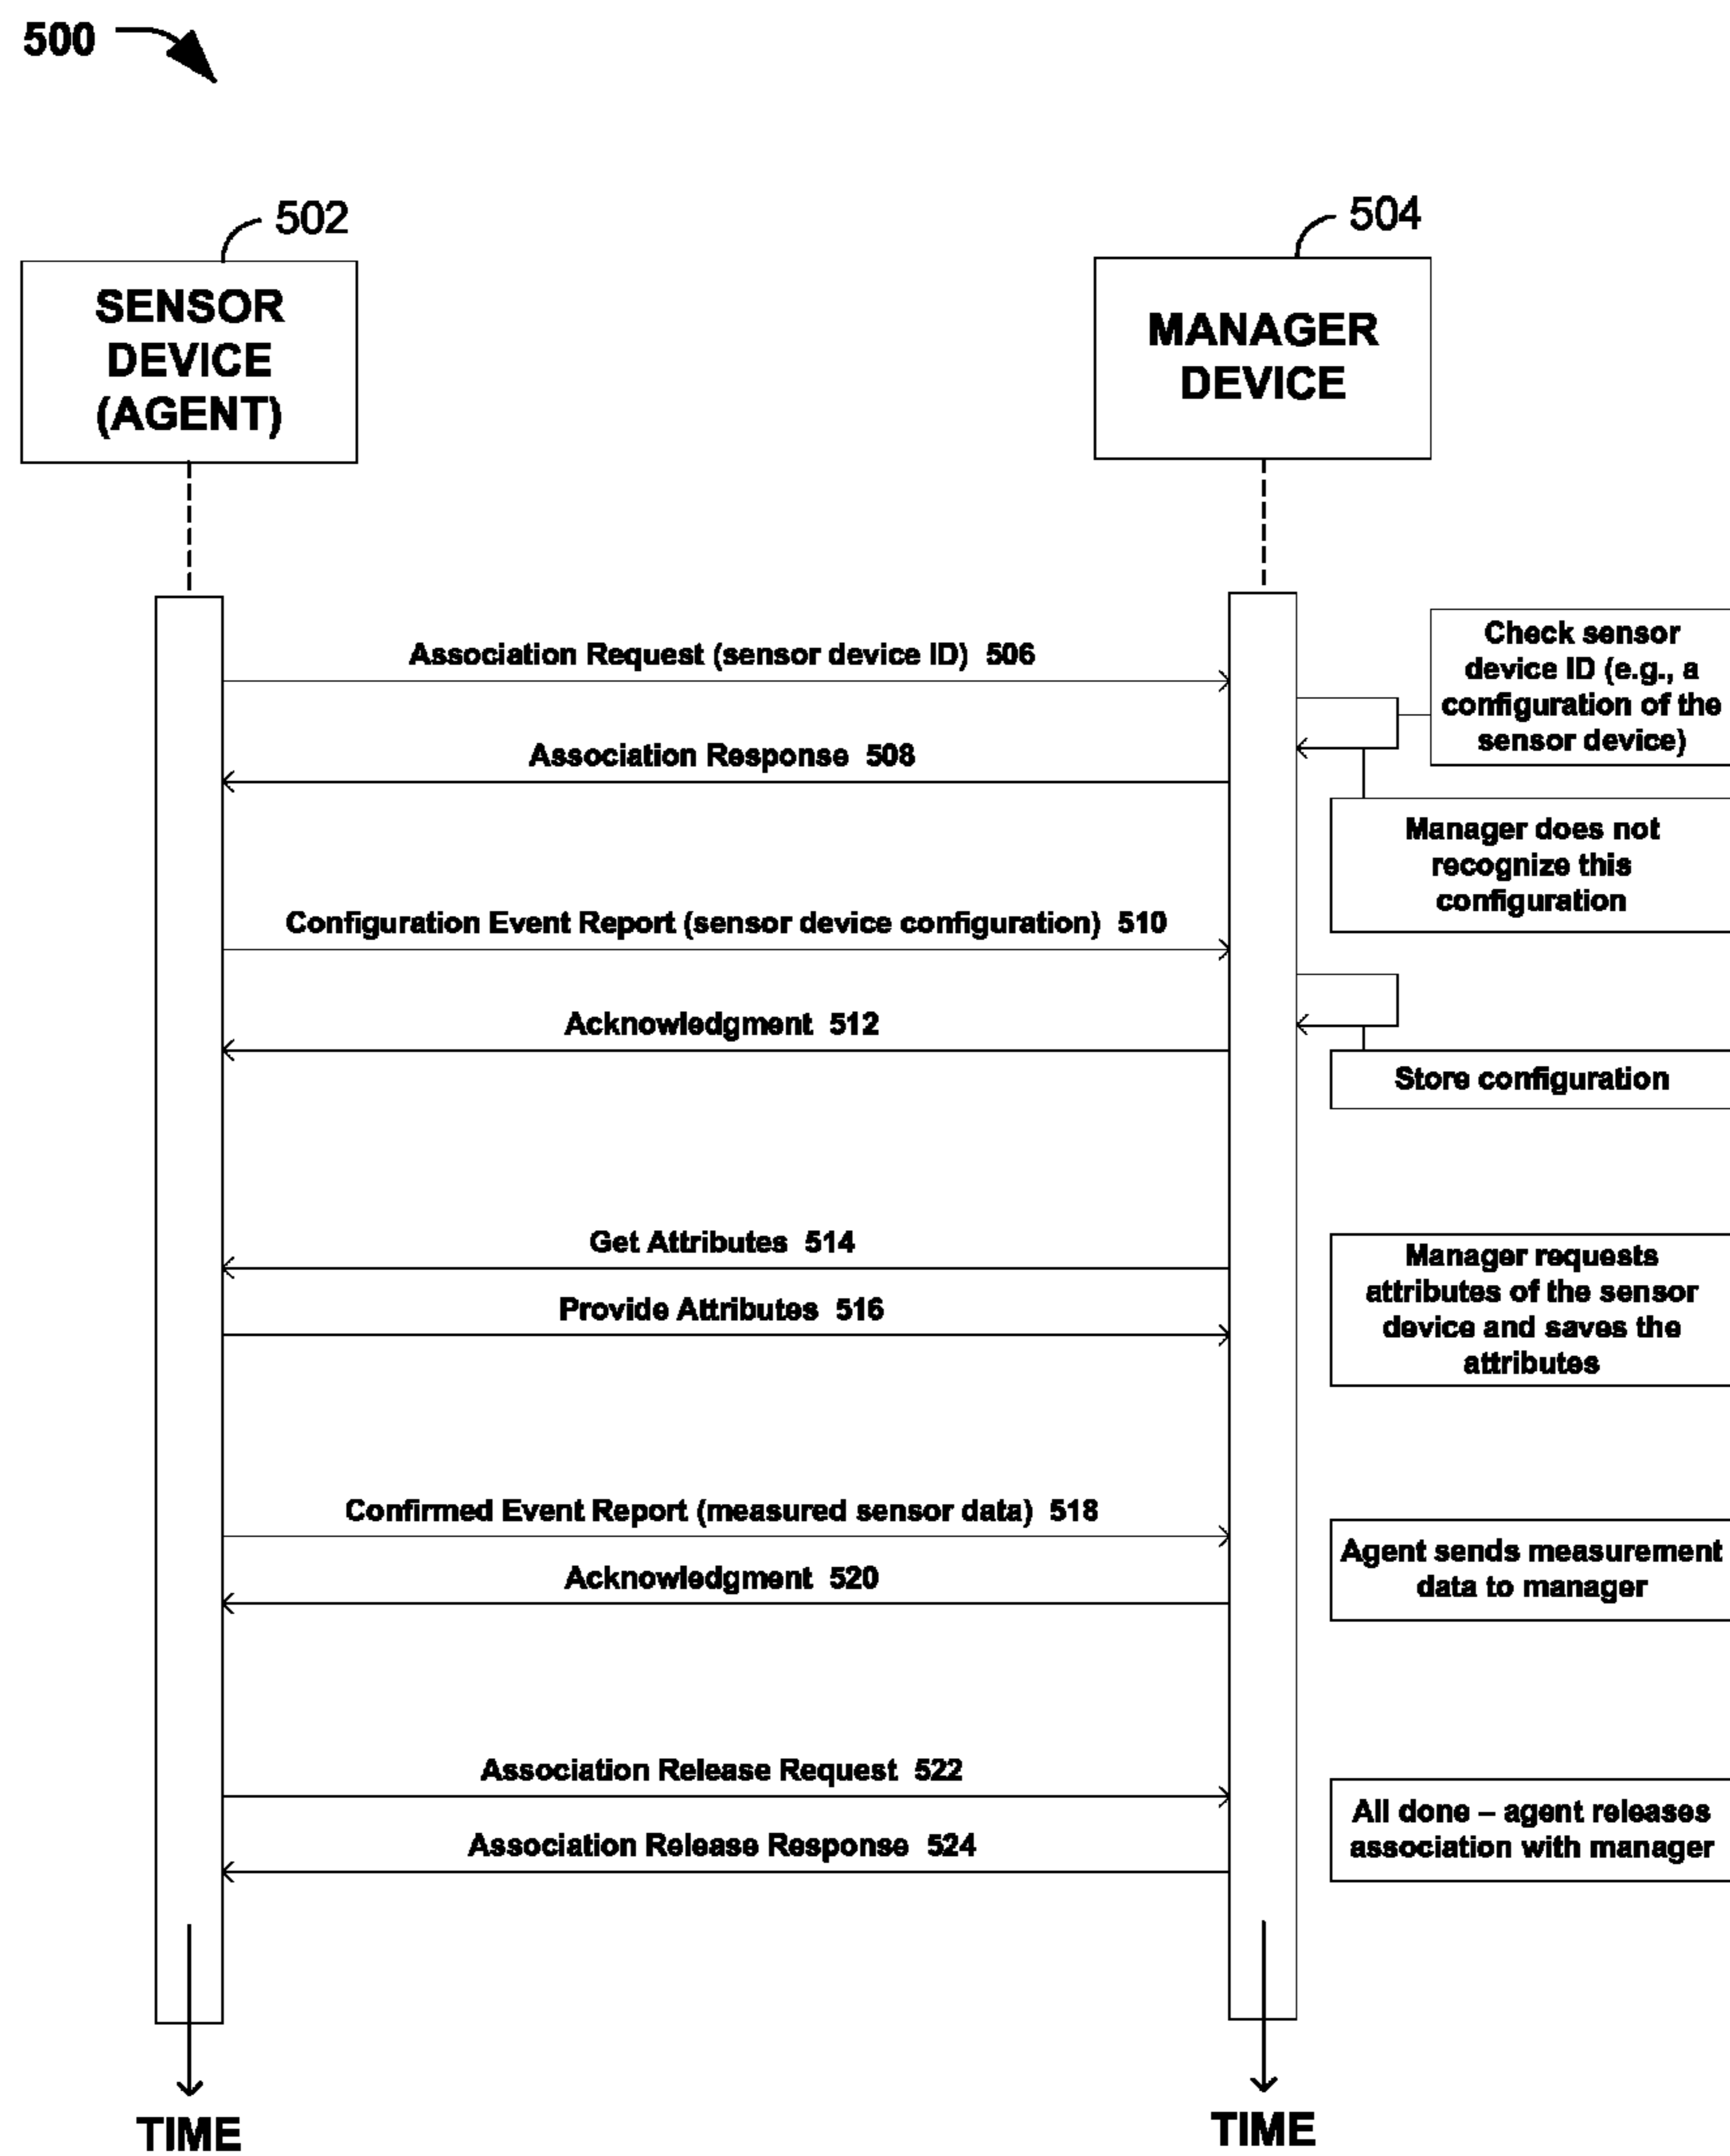 500
502
504
SENSOR
DEVICE
(AGENT)
MANAGER
DEVICE
Association Request (sensor device ID) 506
Check sensor
device ID (e.g., a
configuration of the
sensor device)
Association Response 508
Manager does not
recognize this
configuration
Configuration Event Report (sensor device configuration) 510
Acknowledgment 512
Store configuration
Get Attributes 514
Provide Attributes 516
Manager requests
attributes of the sensor
device and saves the
attributes
Confirmed Event Report (measured sensor data) 518
Acknowledgment 520
Agent sends measurement
data to manager
Association Release Request 522
Association Release Response 524
All done – agent releases
association with manager
TIME
TIME